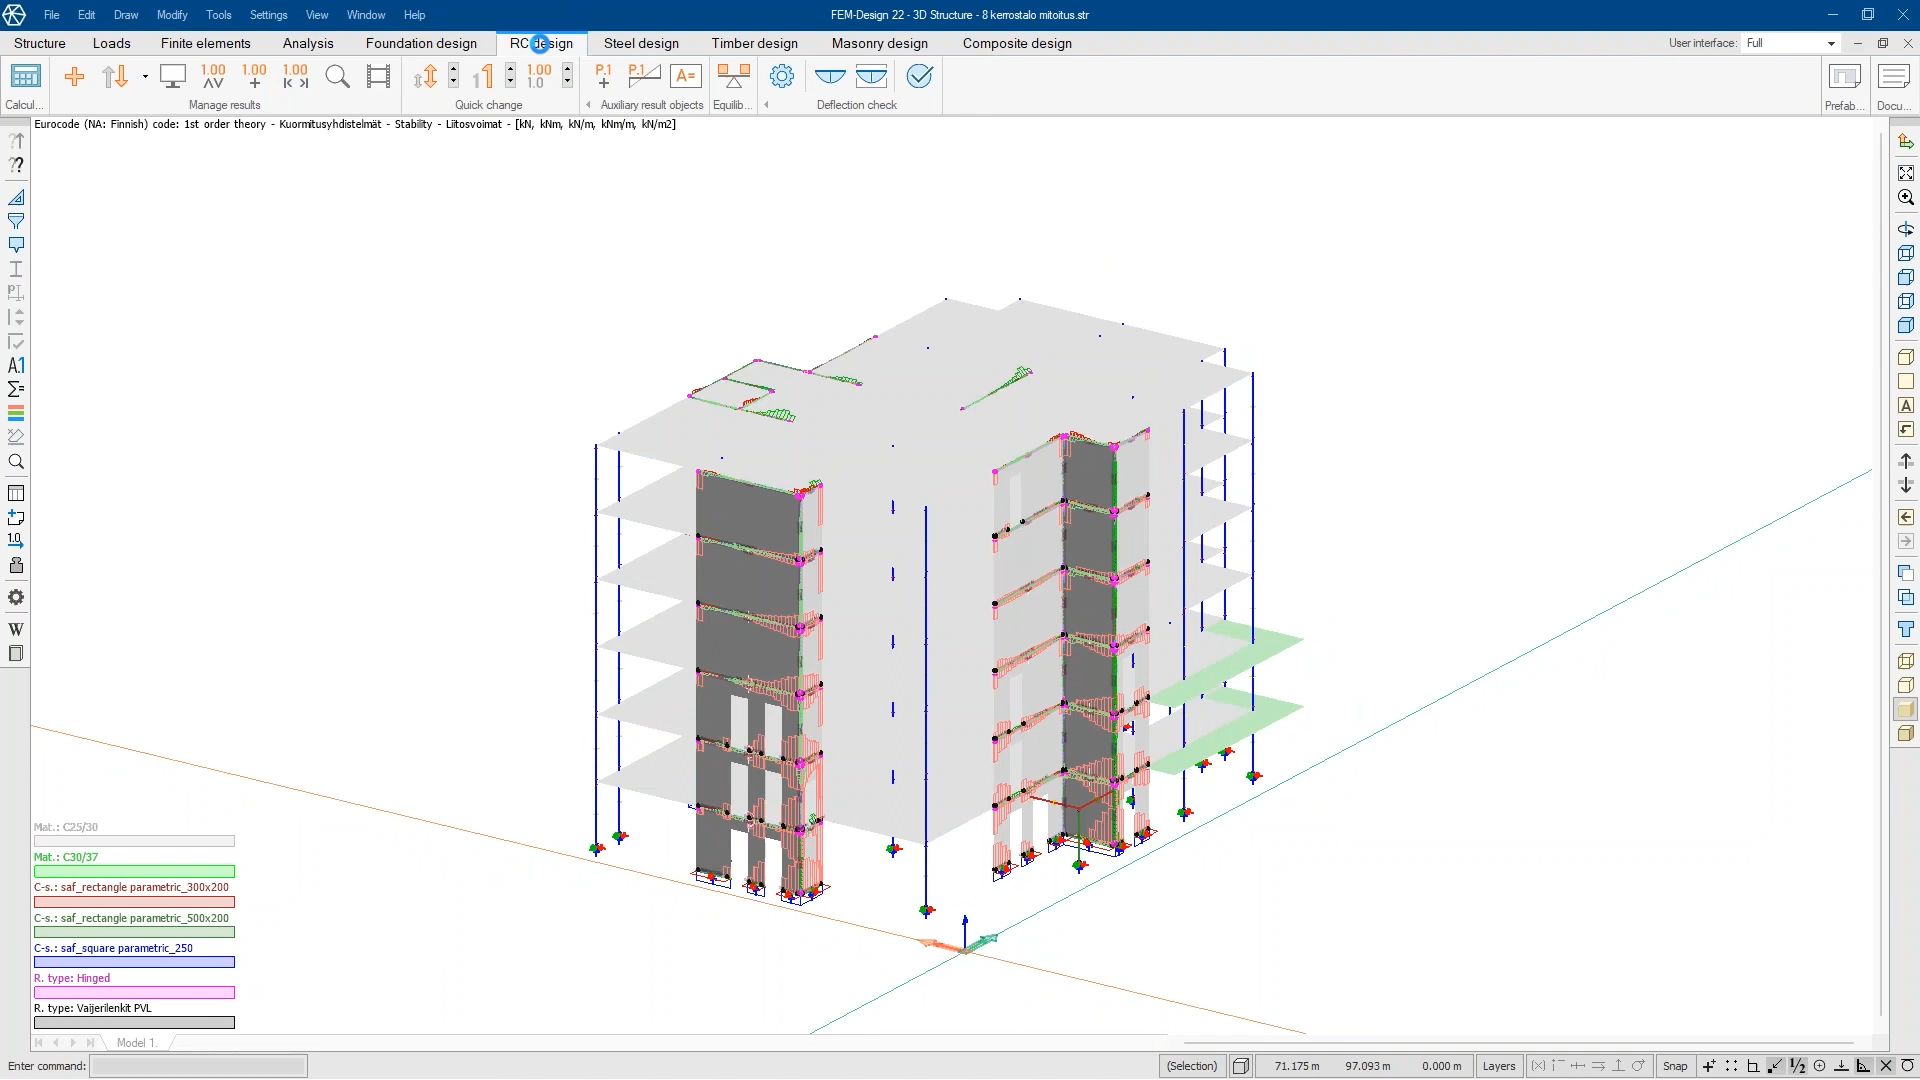 File Edit Draw Modify Tools Settings View Window Help
FEM-Design 22 - 3D Structure - 8 kerrostalo mitoitus.str
Structure Loads Finite elements Analysis Foundation design RC design Steel design Timber design Masonry design Composite design
User interface: Full
1.00 1.00 1.00 1.00 1.0 P.1 P.1 A=
Calcul... Manage results Quick change Auxiliary result objects Equilib... Deflection check Prefab... Docu...
Eurocode (NA: Finnish) code: 1st order theory - Kuormitusyhdistelmät - Stability - Liitosvoimat - [kN, kNm, kN/m, kNm/m, kN/m2]
Mat.: C25/30
Mat.: C30/37
C-s.: saf_rectangle parametric_300x200
C-s.: saf_rectangle parametric_500x200
C-s.: saf_square parametric_250
R. type: Hinged
R. type: Vaijerilenkit PVL
Model 1.
Enter command:
(Selection) 71.175 m 97.093 m 0.000 m Layers Snap 1/2